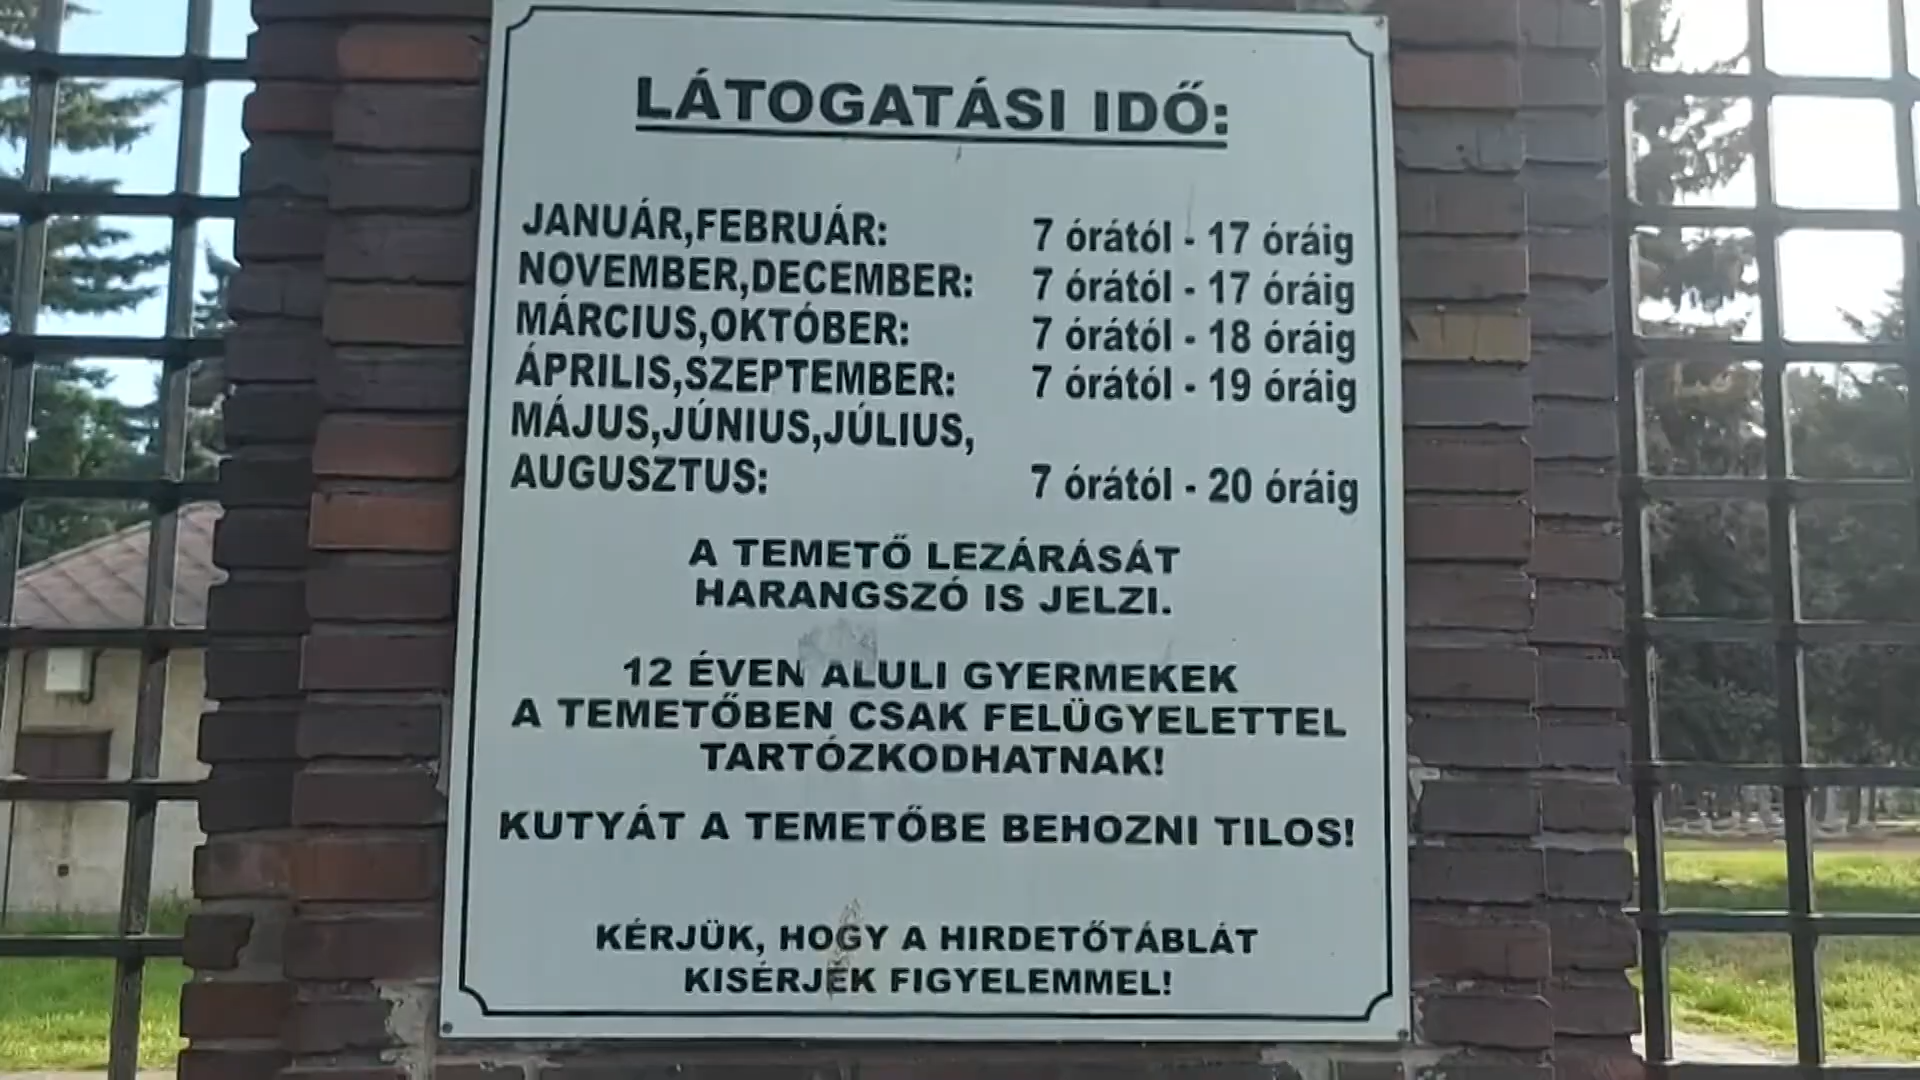 LÁTOGATÁSI IDŐ:
JANUÁR,FEBRUÁR: 7 órától - 17 óráig
NOVEMBER,DECEMBER: 7 órától - 17 óráig
MÁRCIUS,OKTÓBER: 7 órától - 18 óráig
ÁPRILIS,SZEPTEMBER: 7 órától - 19 óráig
MÁJUS,JÚNIUS,JÚLIUS,
AUGUSZTUS: 7 órától - 20 óráig
A TEMETŐ LEZÁRÁSÁT
HARANGSZÓ IS JELZI.
12 ÉVEN ALULI GYERMEKEK
A TEMETŐBEN CSAK FELÜGYELETTEL
TARTÓZKODHATNAK!
KUTYÁT A TEMETŐBE BEHOZNI TILOS!
KÉRJÜK, HOGY A HIRDETŐTÁBLÁT
KISÉRJÉK FIGYELEMMEL!